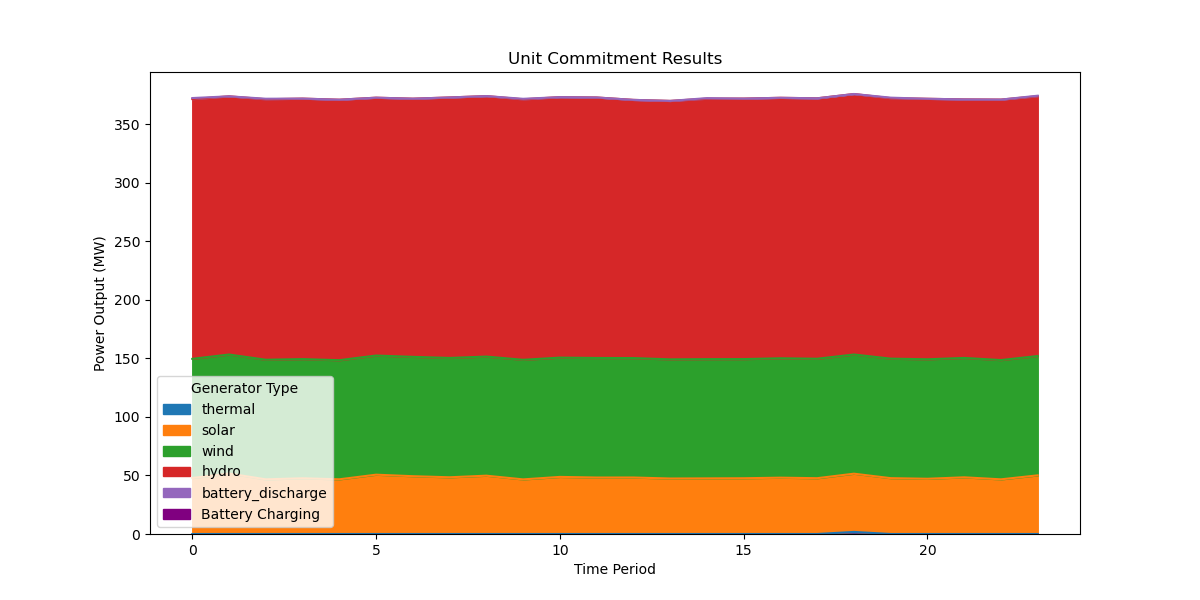 Unit Commitment Results
Power Output (MW)
350
300
250
200
150
100
50
0
Generator Type
thermal
solar
wind
hydro
battery_discharge
Battery Charging
0 5 10 15 20
Time Period